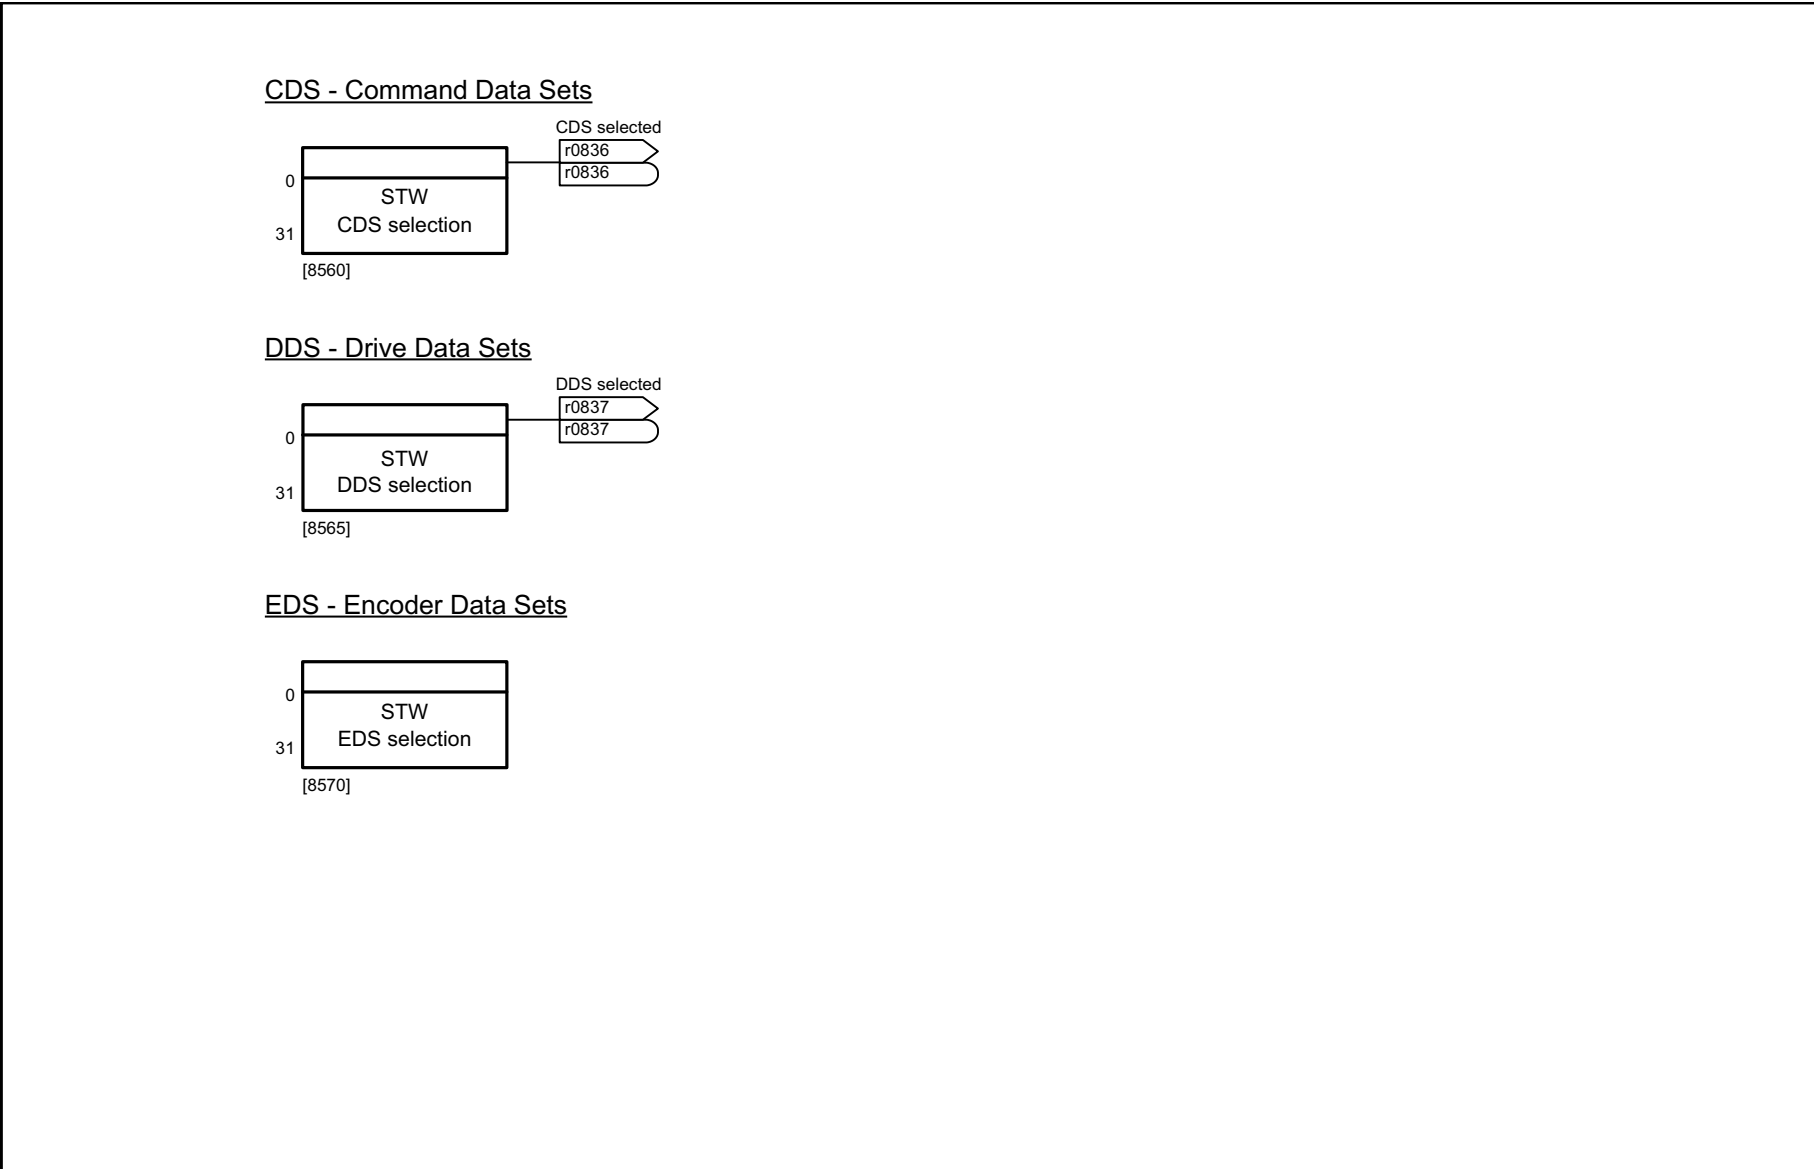 CDS - Command Data Sets
CDS selected
r0836
r0836
0
STW
CDS selection
31
[8560]
DDS - Drive Data Sets
DDS selected
r0837
r0837
0
STW
DDS selection
31
[8565]
EDS - Encoder Data Sets
0
STW
EDS selection
31
[8570]